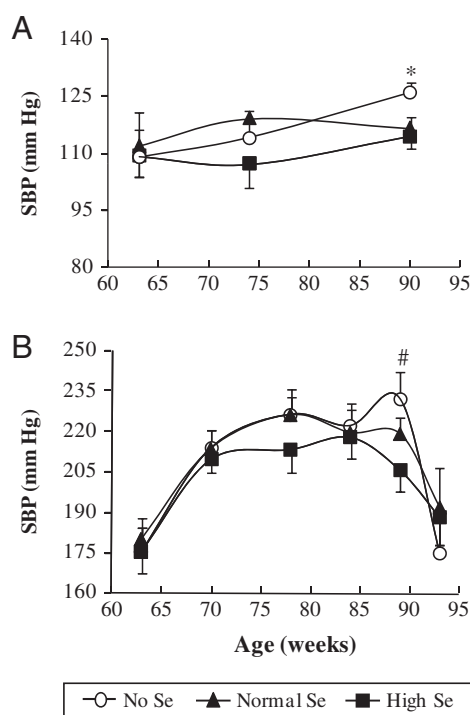 A
SBP (mm Hg)
140
125
110
95
80
*
60 65 70 75 80 85 90 95
B
SBP (mm Hg)
250
235
220
205
190
175
160
#
60 65 70 75 80 85 90 95
Age (weeks)
No Se Normal Se High Se